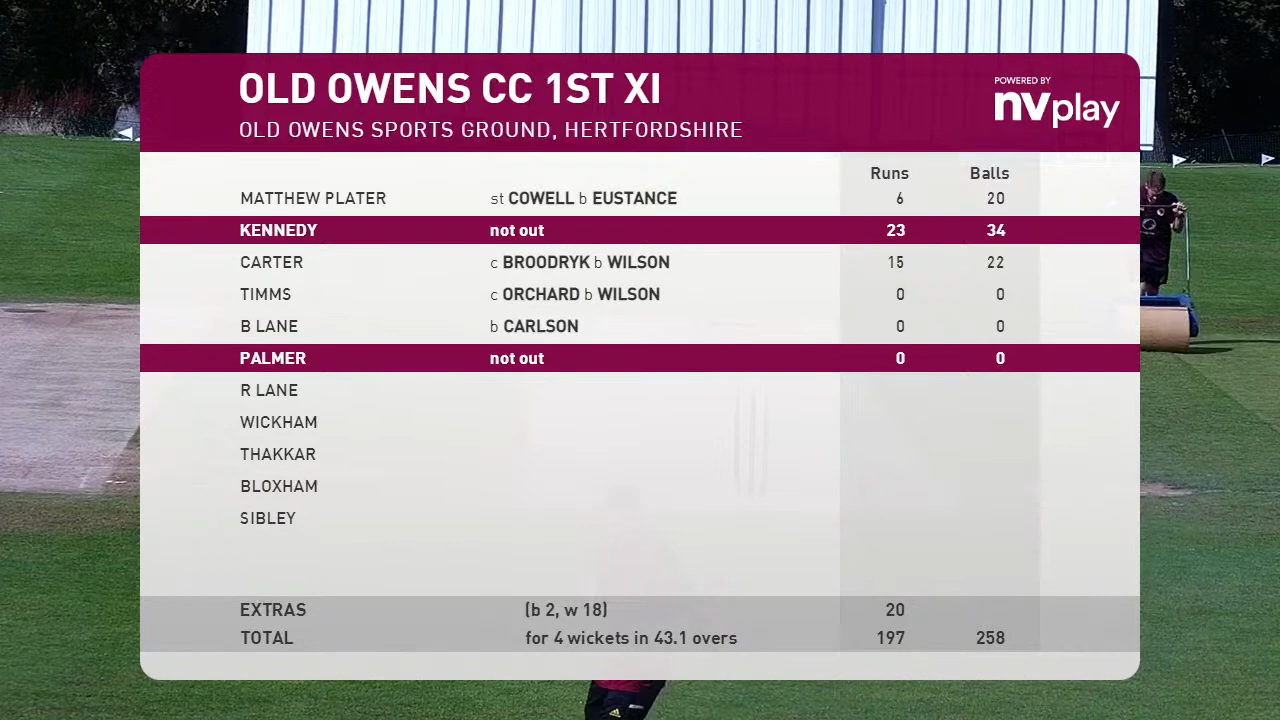 OLD OWENS CC 1ST XI
OLD OWENS SPORTS GROUND, HERTFORDSHIRE
POWERED BY
nvplay
Runs Balls
MATTHEW PLATER st COWELL b EUSTANCE 6 20
KENNEDY not out 23 34
CARTER c BROODRYK b WILSON 15 22
TIMMS c ORCHARD b WILSON 0 0
B LANE b CARLSON 0 0
PALMER not out 0 0
R LANE
WICKHAM
THAKKAR
BLOXHAM
SIBLEY
EXTRAS (b 2, w 18) 20
TOTAL for 4 wickets in 43.1 overs 197 258